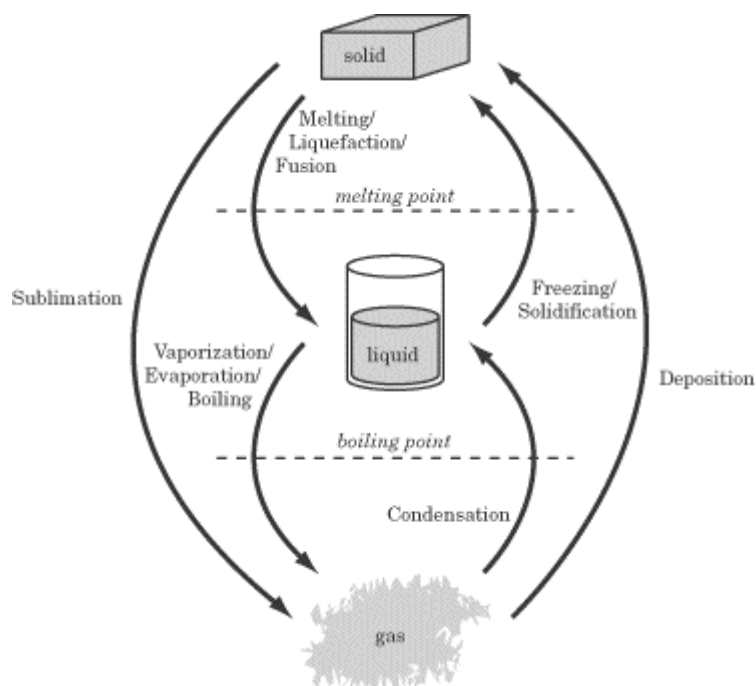 solid
Melting/
Liquefaction/
Fusion
melting point
Sublimation
Freezing/
Solidification
Vaporization/
Evaporation/
Boiling
liquid
Deposition
boiling point
Condensation
gas